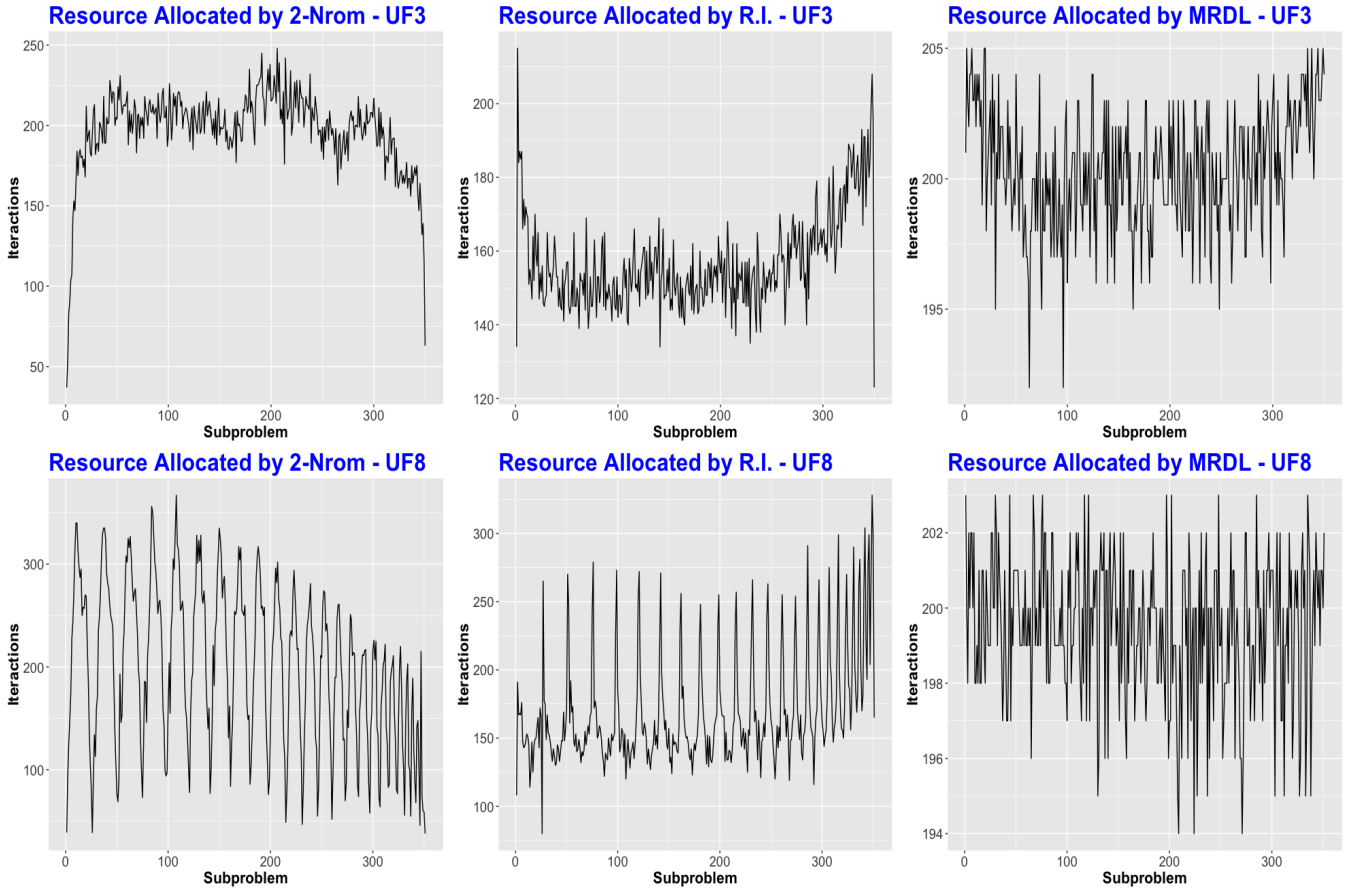 Resource Allocated by 2-Nrom - UF3
250
200
150
100
50
0
100
200
300
Iteractions
Subproblem
Resource Allocated by R.I. - UF3
200
180
160
140
120
0
100
200
300
Iteractions
Subproblem
Resource Allocated by MRDL - UF3
205
200
195
0
100
200
300
Iteractions
Subproblem
Resource Allocated by 2-Nrom - UF8
300
200
100
0
100
200
300
Iteractions
Subproblem
Resource Allocated by R.I. - UF8
300
250
200
150
100
0
100
200
300
Iteractions
Subproblem
Resource Allocated by MRDL - UF8
202
200
198
196
194
0
100
200
300
Iteractions
Subproblem